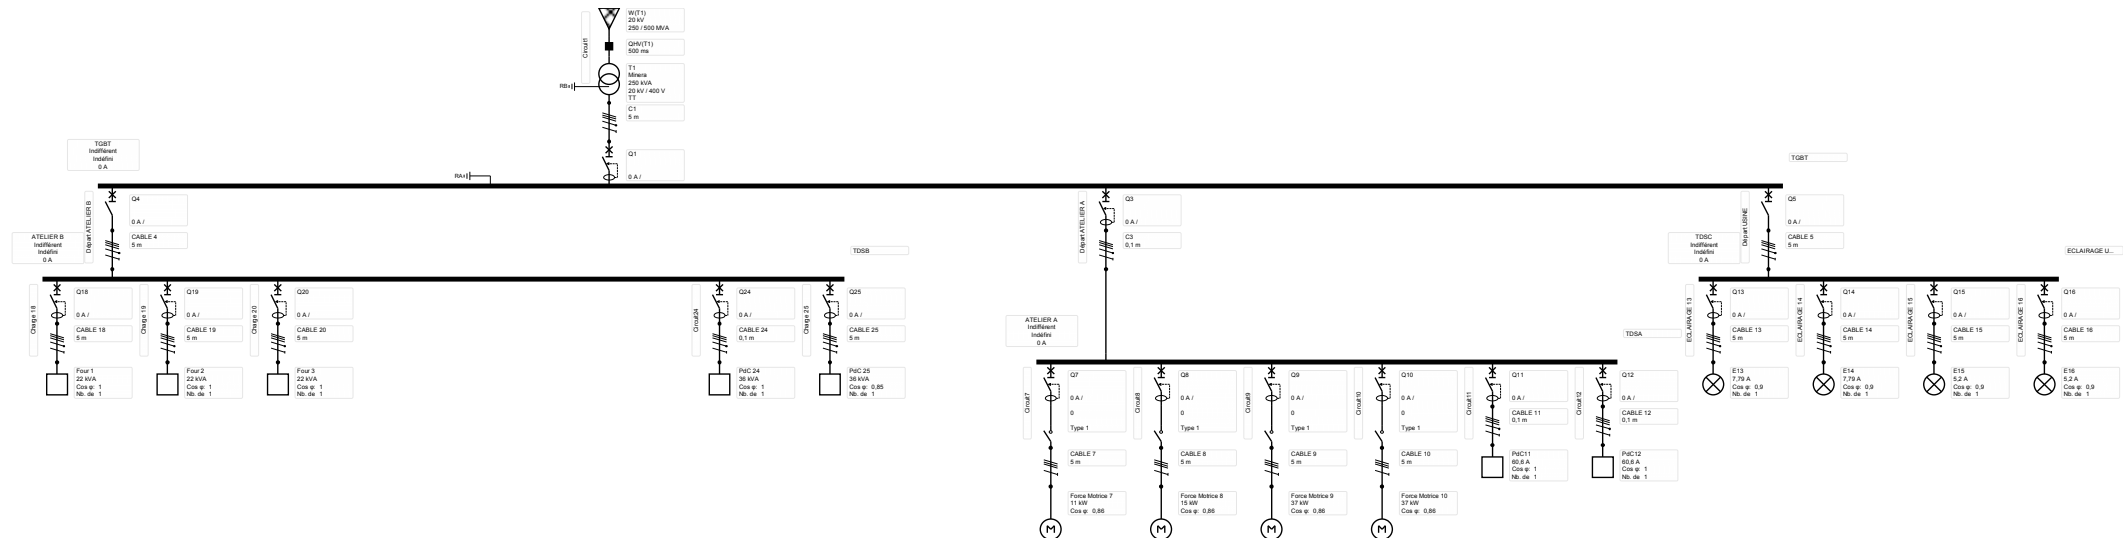 W(T1)
20 kV
250 / 500 MVA
Circuit1
QHV(T1)
500 ms
T1
Minera
250 kVA
20 kV / 400 V
TT
RB
C1
5 m
TGBT
Indifférent
Indéfini
0 A
Q1
0 A /
TGBT
RA
Départ ATELIER B
Q4
0 A /
CABLE 4
5 m
Départ ATELIER A
Q3
0 A /
C3
0,1 m
Départ USINE
Q5
0 A /
CABLE 5
5 m
ATELIER B
Indifférent
Indéfini
0 A
TDSB
TDSC
Indifférent
Indéfini
0 A
ECLAIRAGE U...
Charge 18
Q18
0 A /
CABLE 18
5 m
Four 1
22 kVA
Cos φ: 1
Nb. de 1
Charge 19
Q19
0 A /
CABLE 19
5 m
Four 2
22 kVA
Cos φ: 1
Nb. de 1
Charge 20
Q20
0 A /
CABLE 20
5 m
Four 3
22 kVA
Cos φ: 1
Nb. de 1
Circuit24
Q24
0 A /
CABLE 24
0,1 m
PdC 24
36 kVA
Cos φ: 1
Nb. de 1
Charge 25
Q25
0 A /
CABLE 25
5 m
PdC 25
36 kVA
Cos φ: 0,85
Nb. de 1
ATELIER A
Indifférent
Indéfini
0 A
TDSA
Circuit7
Q7
0 A /
0
Type 1
CABLE 7
5 m
Force Motrice 7
11 kW
Cos φ: 0,86
M
Circuit8
Q8
0 A /
0
Type 1
CABLE 8
5 m
Force Motrice 8
15 kW
Cos φ: 0,86
M
Circuit9
Q9
0 A /
0
Type 1
CABLE 9
5 m
Force Motrice 9
37 kW
Cos φ: 0,86
M
Circuit10
Q10
0 A /
0
Type 1
CABLE 10
5 m
Force Motrice 10
37 kW
Cos φ: 0,86
M
Circuit11
Q11
0 A /
CABLE 11
0,1 m
PdC11
60,6 A
Cos φ: 1
Nb. de 1
Circuit12
Q12
0 A /
CABLE 12
0,1 m
PdC12
60,6 A
Cos φ: 1
Nb. de 1
ECLAIRAGE 13
Q13
0 A /
CABLE 13
5 m
E13
7,79 A
Cos φ: 0,9
Nb. de 1
ECLAIRAGE 14
Q14
0 A /
CABLE 14
5 m
E14
7,79 A
Cos φ: 0,9
Nb. de 1
ECLAIRAGE 15
Q15
0 A /
CABLE 15
5 m
E15
5,2 A
Cos φ: 0,9
Nb. de 1
ECLAIRAGE 16
Q16
0 A /
CABLE 16
5 m
E16
5,2 A
Cos φ: 0,9
Nb. de 1